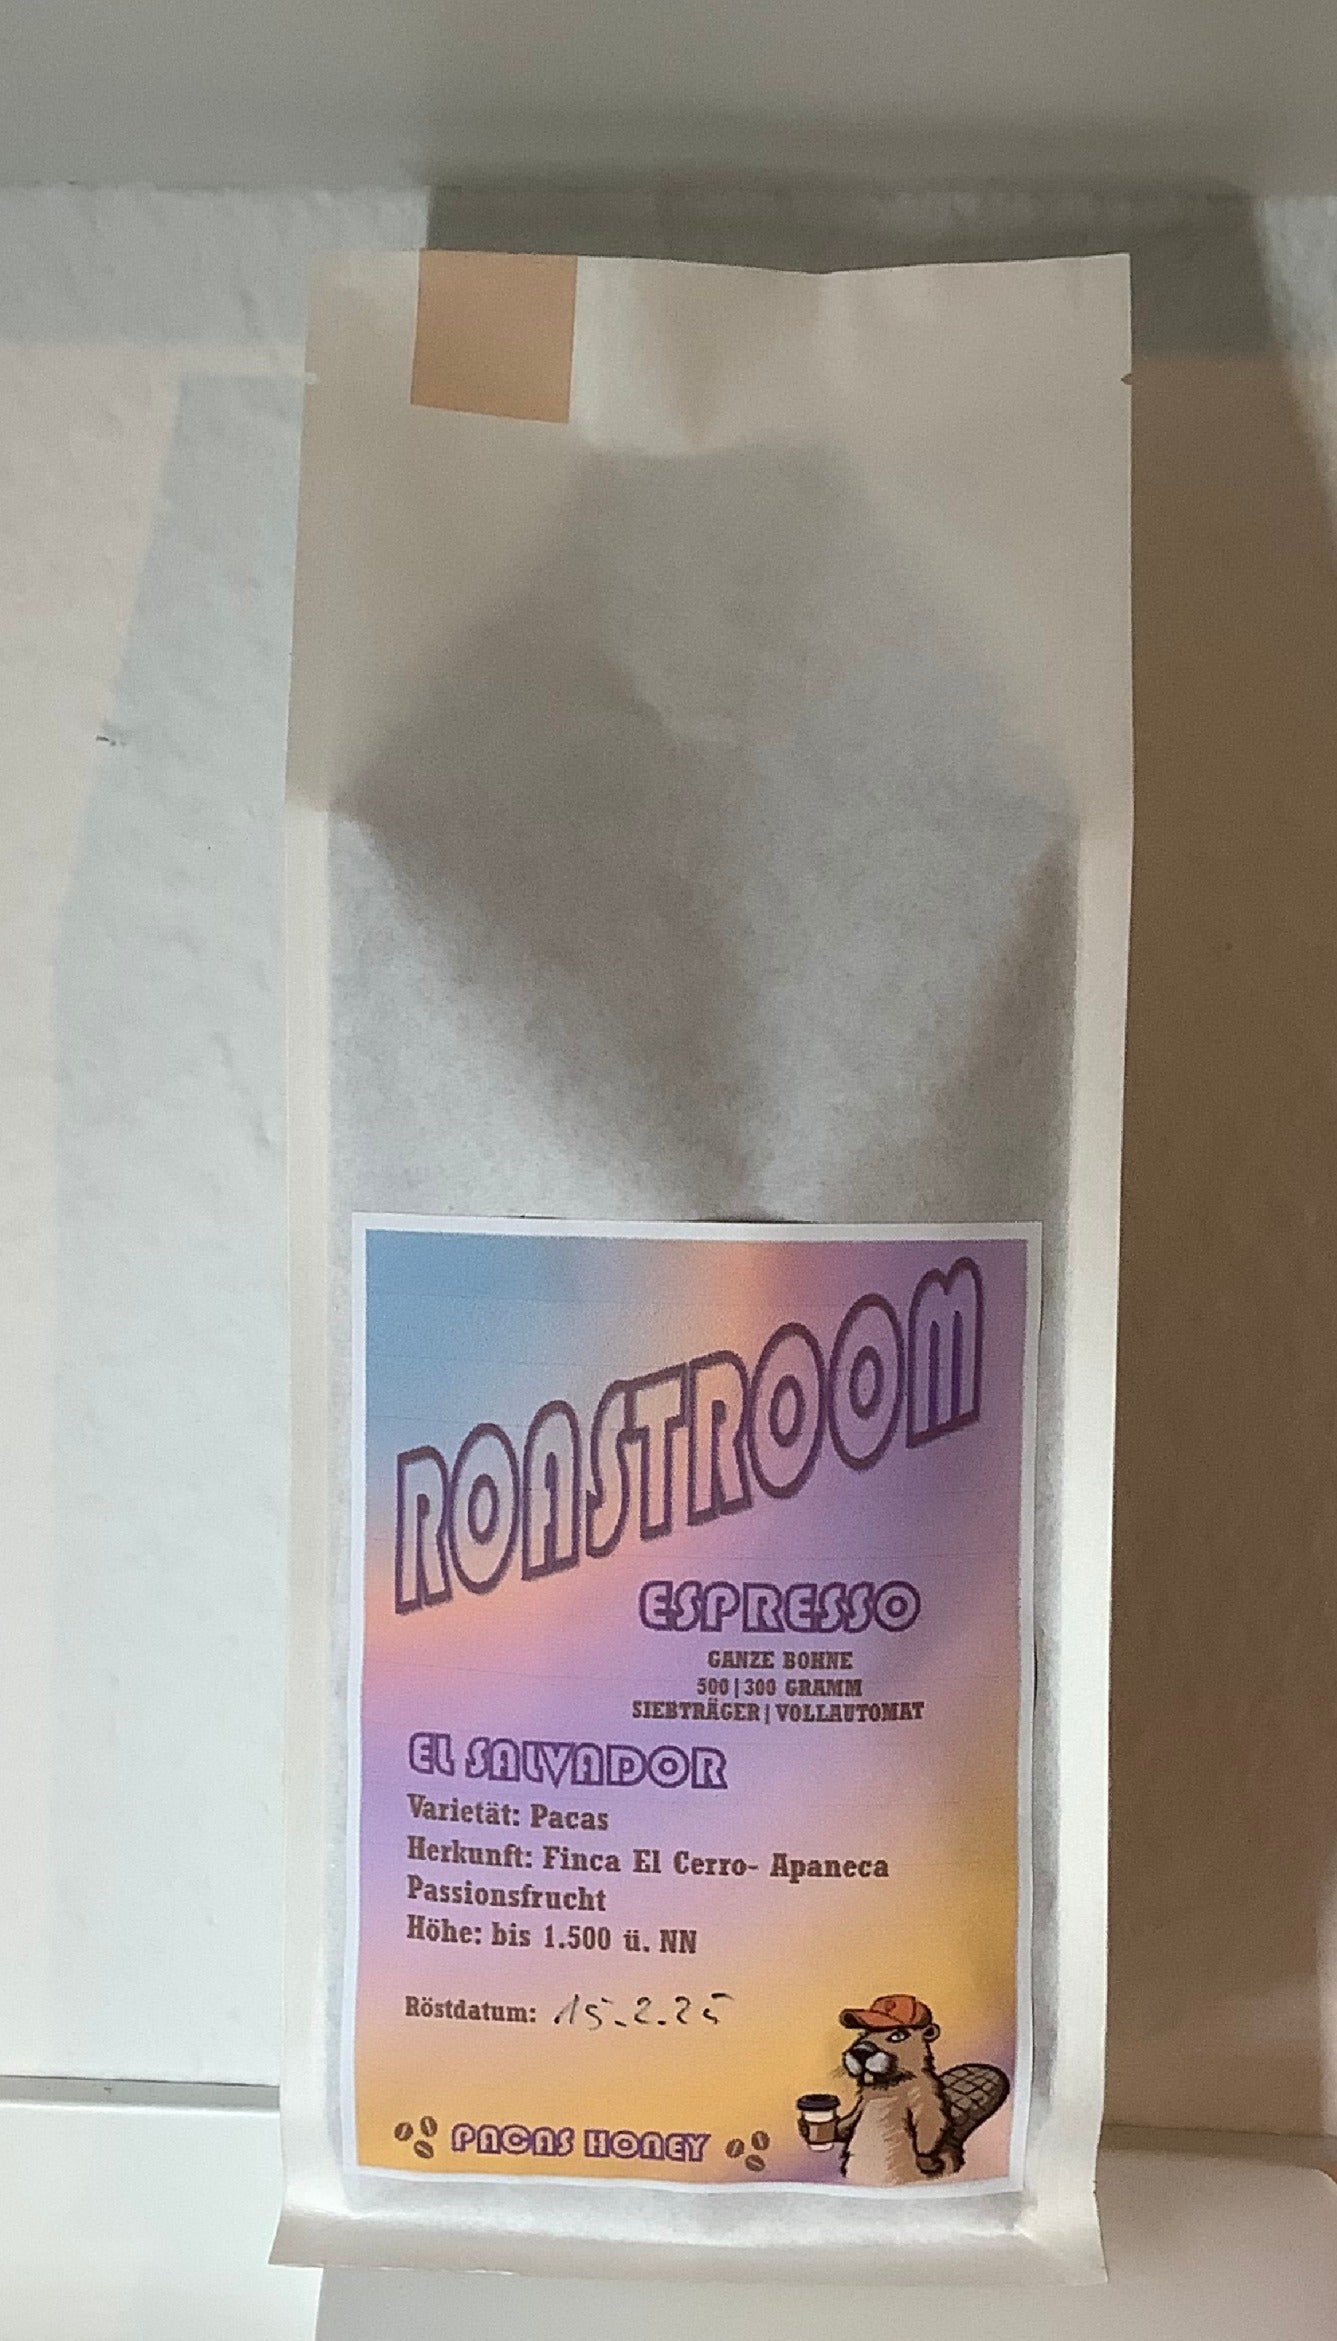 ROASTROOM
ESPRESSO
GANZE BOHNE
500|300 GRAMM
SIEBTRÄGER|VOLLAUTOMAT
EL SALVADOR
Varietät: Pacas
Herkunft: Finca El Cerro- Apaneca
Passionsfrucht
Höhe: bis 1.500 ü. NN
Röstdatum: 15.2.25
PACAS HONEY